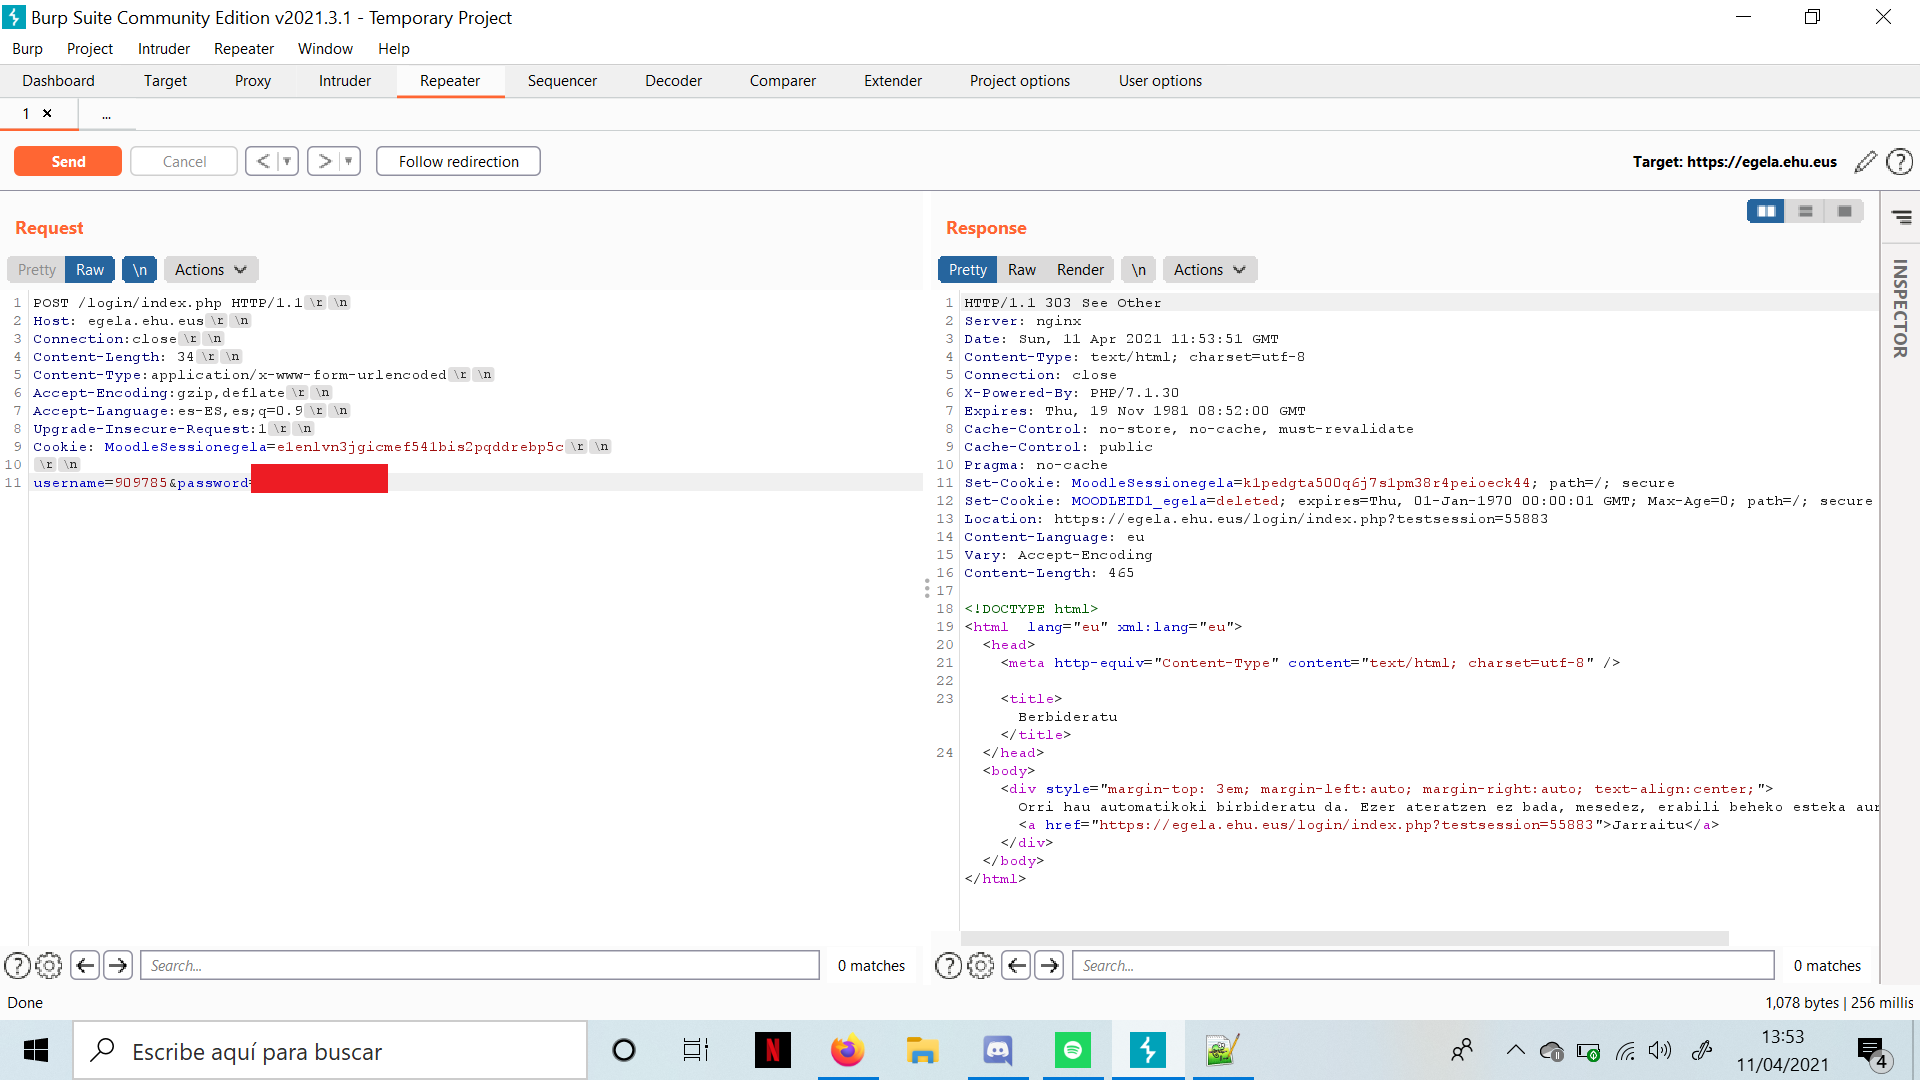 Burp Suite Community Edition v2021.3.1 - Temporary Project
Burp Project Intruder Repeater Window Help
Dashboard Target Proxy Intruder Repeater Sequencer Decoder Comparer Extender Project options User options
1 × ...
Send Cancel < > Follow redirection Target: https://egela.ehu.eus
Request
Pretty Raw \n Actions
1 POST /login/index.php HTTP/1.1 \r \n
2 Host: egela.ehu.eus \r \n
3 Connection:close \r \n
4 Content-Length: 34 \r \n
5 Content-Type:application/x-www-form-urlencoded \r \n
6 Accept-Encoding:gzip,deflate \r \n
7 Accept-Language:es-ES,es;q=0.9 \r \n
8 Upgrade-Insecure-Request:1 \r \n
9 Cookie: MoodleSessionegela=elenlvn3jgicmef541bis2pqddrebp5c \r \n
10 \r \n
11 username=909785&password=
Search...
0 matches
Response
Pretty Raw Render \n Actions
1 HTTP/1.1 303 See Other
2 Server: nginx
3 Date: Sun, 11 Apr 2021 11:53:51 GMT
4 Content-Type: text/html; charset=utf-8
5 Connection: close
6 X-Powered-By: PHP/7.1.30
7 Expires: Thu, 19 Nov 1981 08:52:00 GMT
8 Cache-Control: no-store, no-cache, must-revalidate
9 Cache-Control: public
10 Pragma: no-cache
11 Set-Cookie: MoodleSessionegela=klpedgta500q6j7slpm38r4peioeck44; path=/; secure
12 Set-Cookie: MOODLEID1_egela=deleted; expires=Thu, 01-Jan-1970 00:00:01 GMT; Max-Age=0; path=/; secure
13 Location: https://egela.ehu.eus/login/index.php?testsession=55883
14 Content-Language: eu
15 Vary: Accept-Encoding
16 Content-Length: 465
17
18 <!DOCTYPE html>
19 <html lang="eu" xml:lang="eu">
20 <head>
21 <meta http-equiv="Content-Type" content="text/html; charset=utf-8" />
22
23 <title>
Berbideratu
</title>
24 </head>
<body>
<div style="margin-top: 3em; margin-left:auto; margin-right:auto; text-align:center;">
Orri hau automatikoki birbideratu da. Ezer ateratzen ez bada, mesedez, erabili beheko esteka aur
<a href="https://egela.ehu.eus/login/index.php?testsession=55883">Jarraitu</a>
</div>
</body>
</html>
Search...
0 matches
INSPECTOR
Done
1,078 bytes | 256 millis
Escribe aquí para buscar
13:53
11/04/2021
4